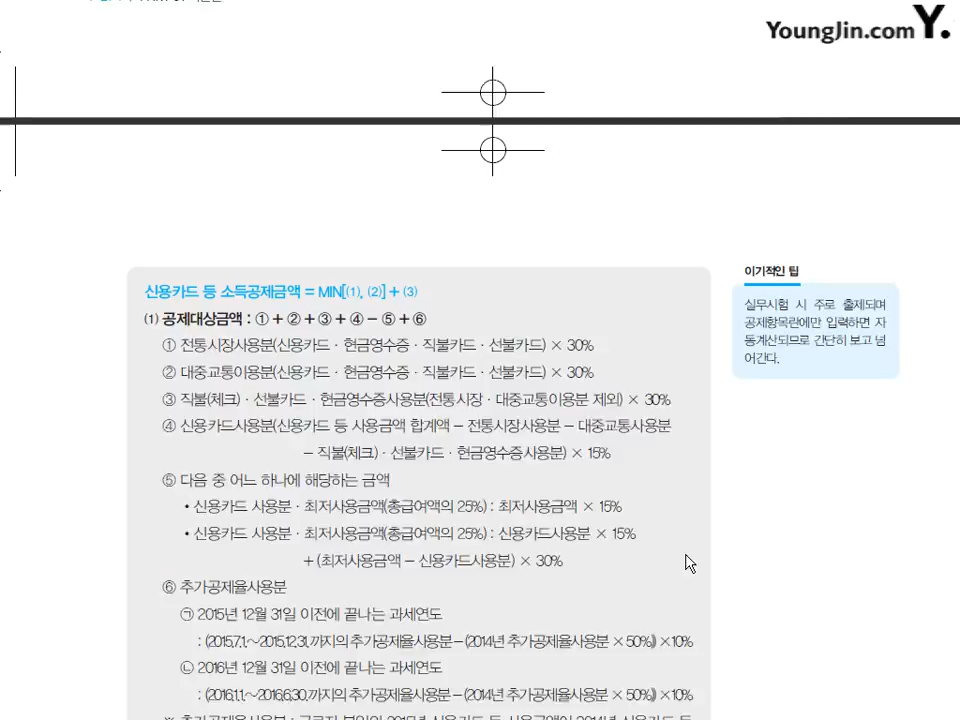 YoungJin.com Y.
신용카드 등 소득공제금액 = MIN[(1), (2)] + (3)
(1) 공제대상금액 : ① + ② + ③ + ④ − ⑤ + ⑥
① 전통시장사용분(신용카드 · 현금영수증 · 직불카드 · 선불카드) × 30%
② 대중교통이용분(신용카드 · 현금영수증 · 직불카드 · 선불카드) × 30%
③ 직불(체크) · 선불카드 · 현금영수증사용분(전통시장 · 대중교통이용분 제외) × 30%
④ 신용카드사용분(신용카드 등 사용금액 합계액 − 전통시장사용분 − 대중교통사용분
− 직불(체크) · 선불카드 · 현금영수증사용분) × 15%
⑤ 다음 중 어느 하나에 해당하는 금액
• 신용카드 사용분 · 최저사용금액(총급여액의 25%) : 최저사용금액 × 15%
• 신용카드 사용분 · 최저사용금액(총급여액의 25%) : 신용카드사용분 × 15%
+ (최저사용금액 − 신용카드사용분) × 30%
⑥ 추가공제율사용분
㉠ 2015년 12월 31일 이전에 끝나는 과세연도
: (2015.7.1.~2015.12.31.까지의 추가공제율사용분−(2014년 추가공제율사용분 × 50%)) ×10%
㉡ 2016년 12월 31일 이전에 끝나는 과세연도
: (2016.1.1.~2016.6.30.까지의 추가공제율사용분−(2014년 추가공제율사용분 × 50%)) ×10%
이기적인 팁
실무시험 시 주로 출제되며
공제항목란에만 입력하면 자
동계산되므로 간단히 보고 넘
어간다.